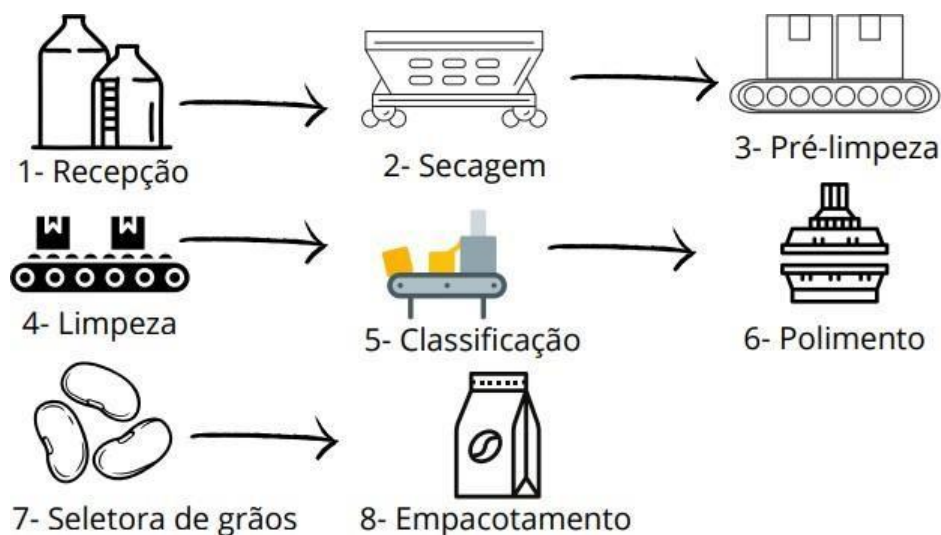 1- Recepção
2- Secagem
3- Pré-limpeza
4- Limpeza
5- Classificação
6- Polimento
7- Seletora de grãos
8- Empacotamento